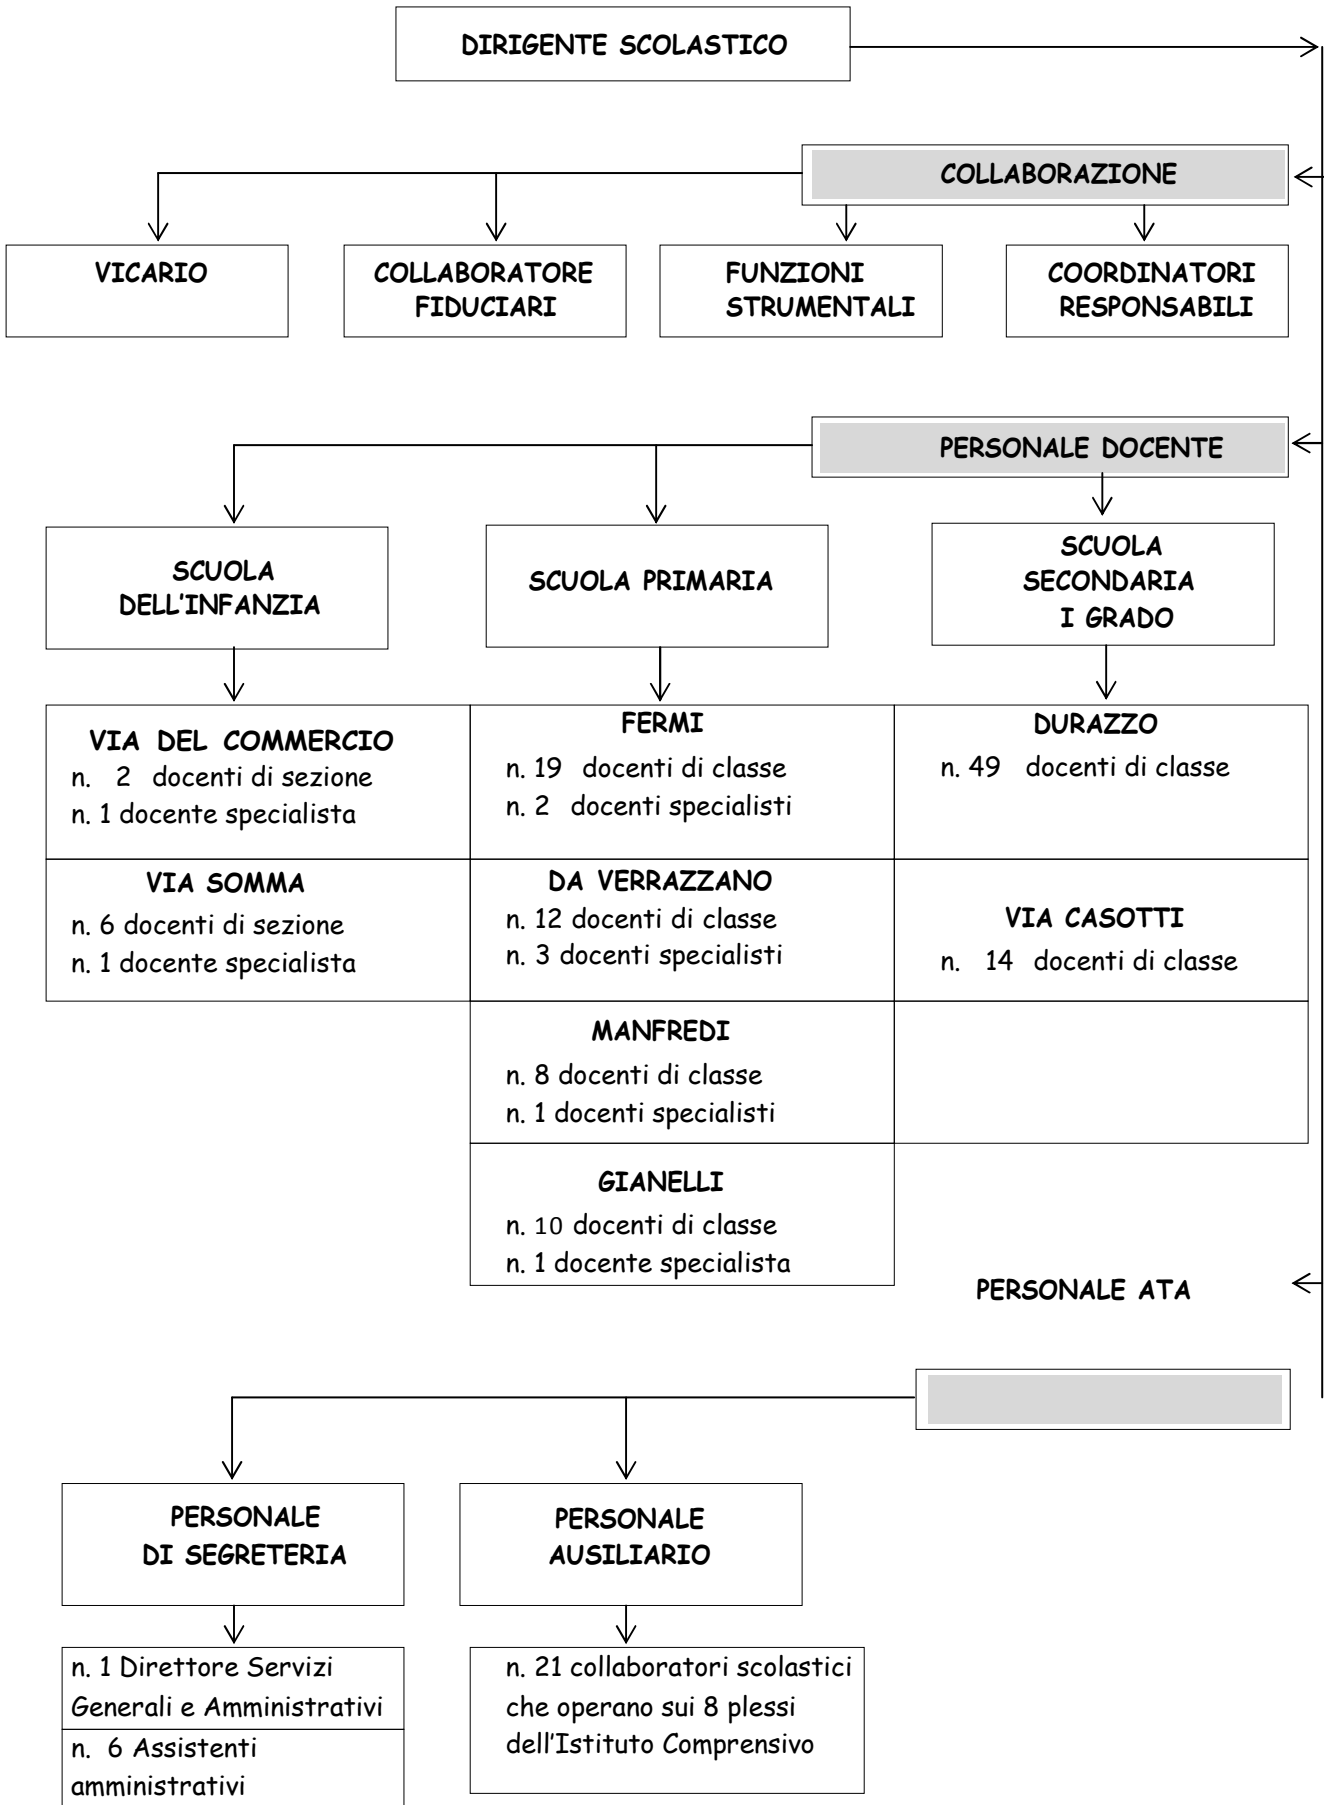 DIRIGENTE SCOLASTICO
COLLABORAZIONE
VICARIO
COLLABORATORE
FIDUCIARI
FUNZIONI
STRUMENTALI
COORDINATORI
RESPONSABILI
PERSONALE DOCENTE
SCUOLA
DELL'INFANZIA
SCUOLA PRIMARIA
SCUOLA
SECONDARIA
I GRADO
VIA DEL COMMERCIO
n. 2 docenti di sezione
n. 1 docente specialista
FERMI
n. 19 docenti di classe
n. 2 docenti specialisti
DURAZZO
n. 49 docenti di classe
VIA SOMMA
n. 6 docenti di sezione
n. 1 docente specialista
DA VERRAZZANO
n. 12 docenti di classe
n. 3 docenti specialisti
VIA CASOTTI
n. 14 docenti di classe
MANFREDI
n. 8 docenti di classe
n. 1 docenti specialisti
GIANELLI
n. 10 docenti di classe
n. 1 docente specialista
PERSONALE ATA
PERSONALE
DI SEGRETERIA
PERSONALE
AUSILIARIO
n. 1 Direttore Servizi
Generali e Amministrativi
n. 6 Assistenti
amministrativi
n. 21 collaboratori scolastici
che operano sui 8 plessi
dell'Istituto Comprensivo